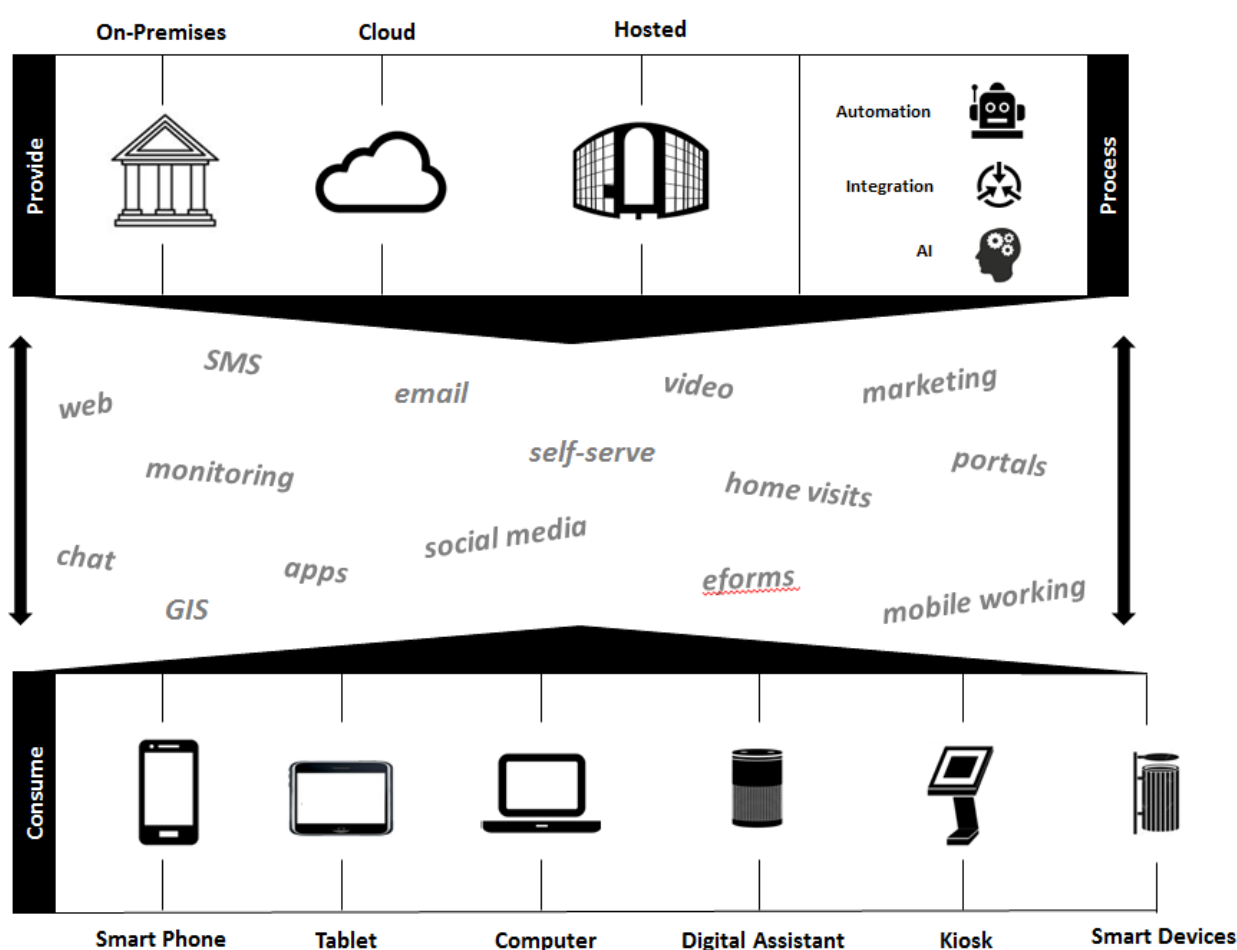 On-Premises
Cloud
Hosted
Provide
Automation
Integration
AI
Process
SMS
web
email
video
marketing
monitoring
self-serve
home visits
portals
chat
apps
social media
eforms
GIS
mobile working
Consume
Smart Phone
Tablet
Computer
Digital Assistant
Kiosk
Smart Devices